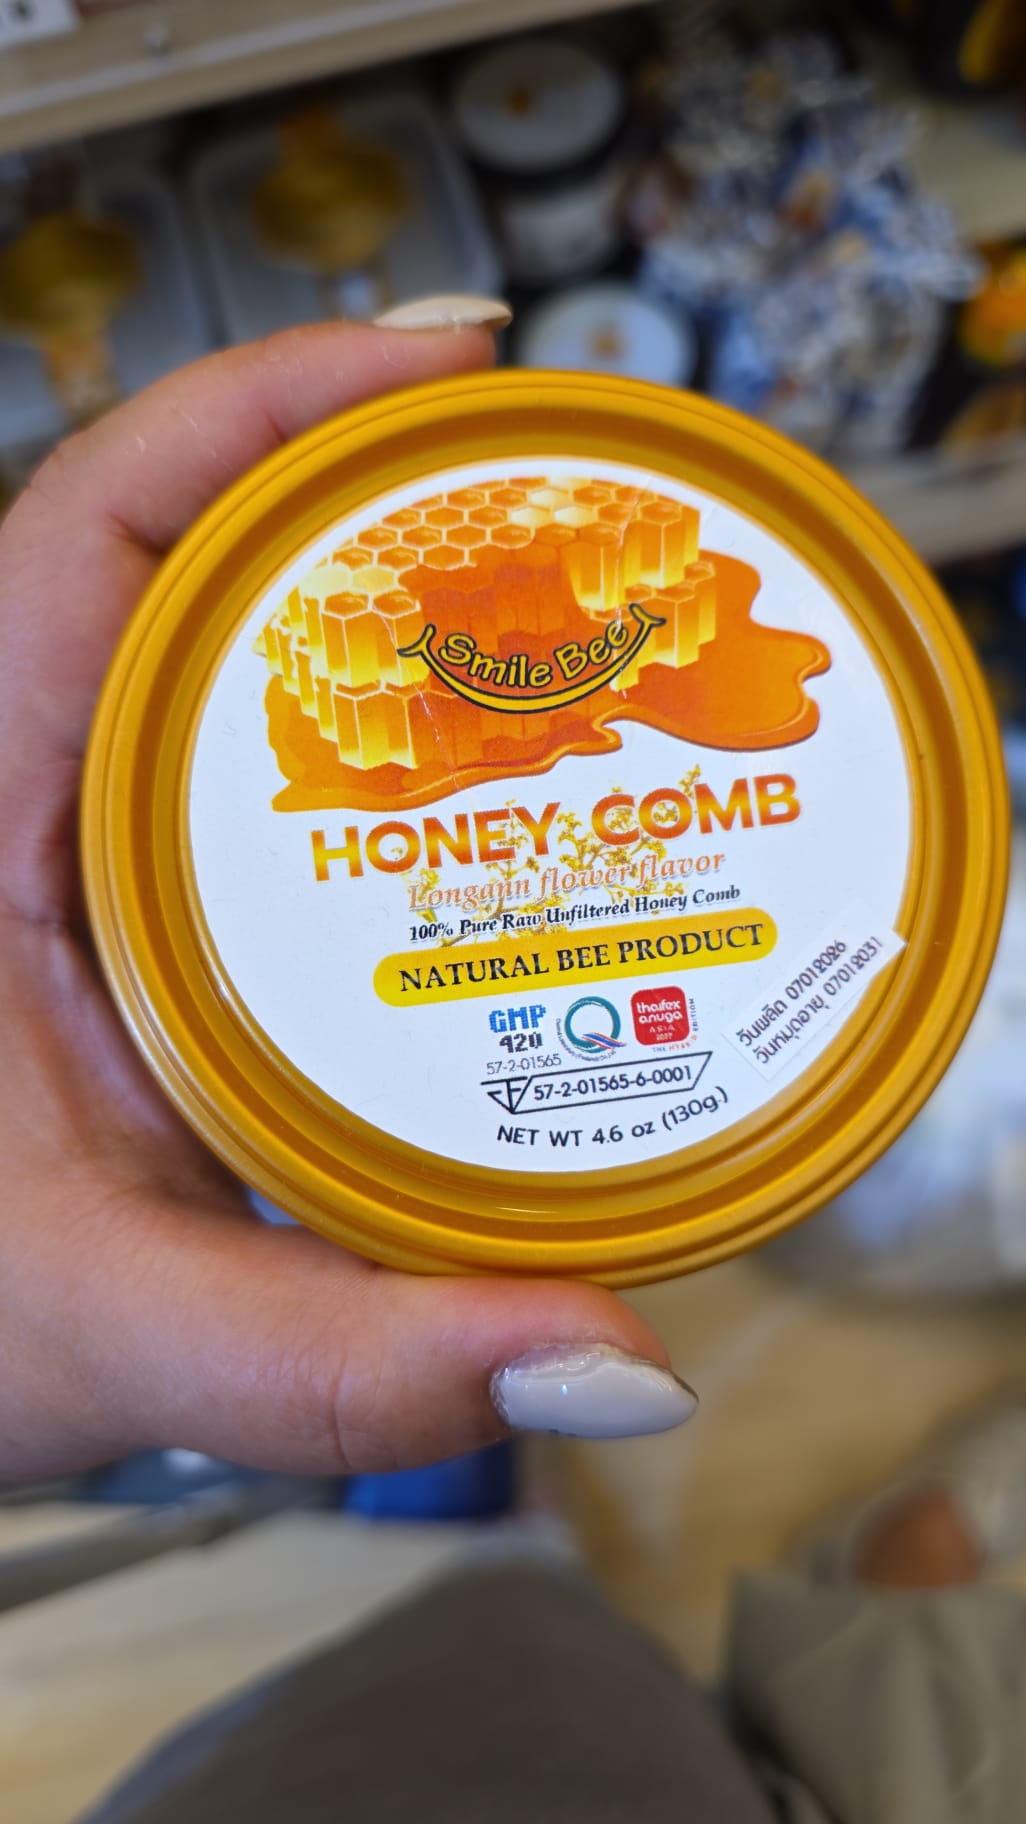 Smile Bee
HONEY COMB
Longann flower flavor
100% Pure Raw Unfiltered Honey Comb
NATURAL BEE PRODUCT
GMP
420
57-2-01565
thaifex
anuga
ASIA
57-2-01565-6-0001
NET WT 4.6 oz (130g.)
วันผลิต 07012026
วันหมดอายุ 07012031